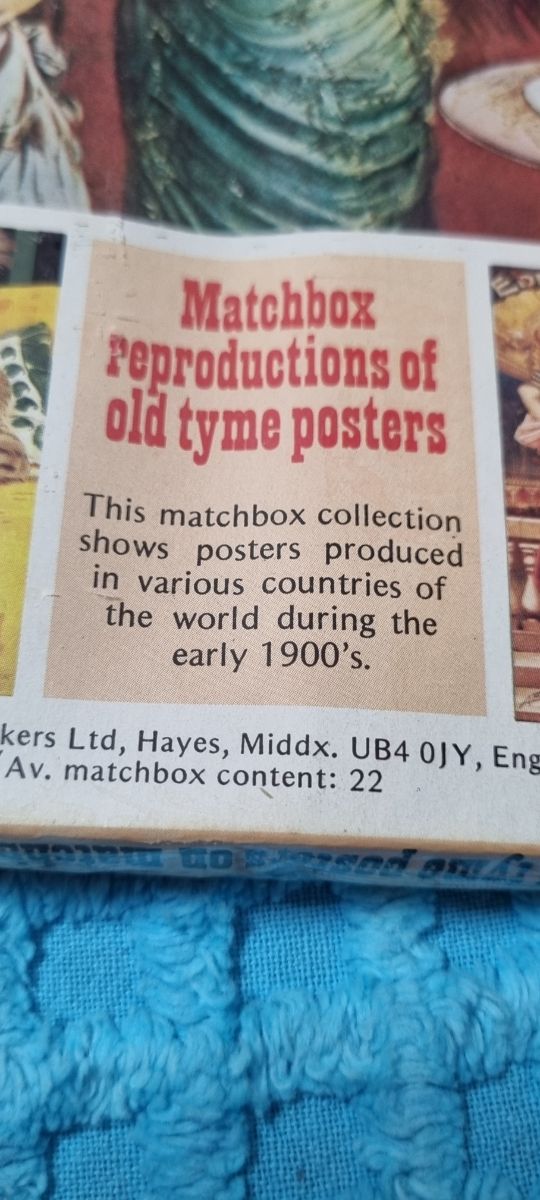 Matchbox
reproductions of
old tyme posters
This matchbox collection
shows posters produced
in various countries of
the world during the
early 1900's.
kers Ltd, Hayes, Middx. UB4 0JY, Eng
Av. matchbox content: 22